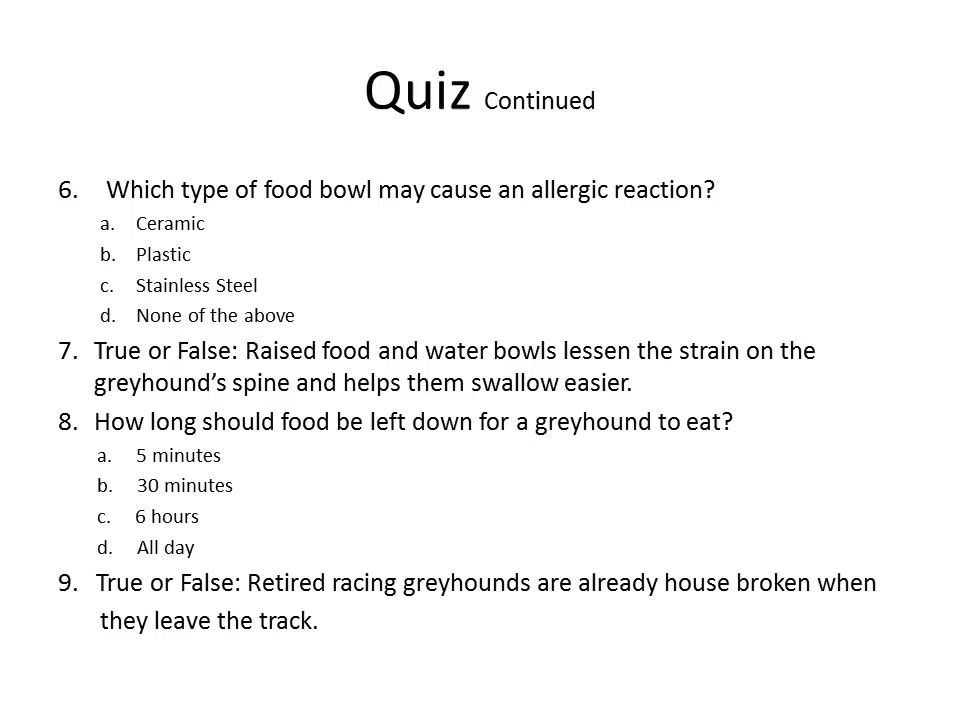 Quiz Continued
6. Which type of food bowl may cause an allergic reaction?
a. Ceramic
b. Plastic
c. Stainless Steel
d. None of the above
7. True or False: Raised food and water bowls lessen the strain on the
greyhound’s spine and helps them swallow easier.
8. How long should food be left down for a greyhound to eat?
a. 5 minutes
b. 30 minutes
c. 6 hours
d. All day
9. True or False: Retired racing greyhounds are already house broken when
they leave the track.